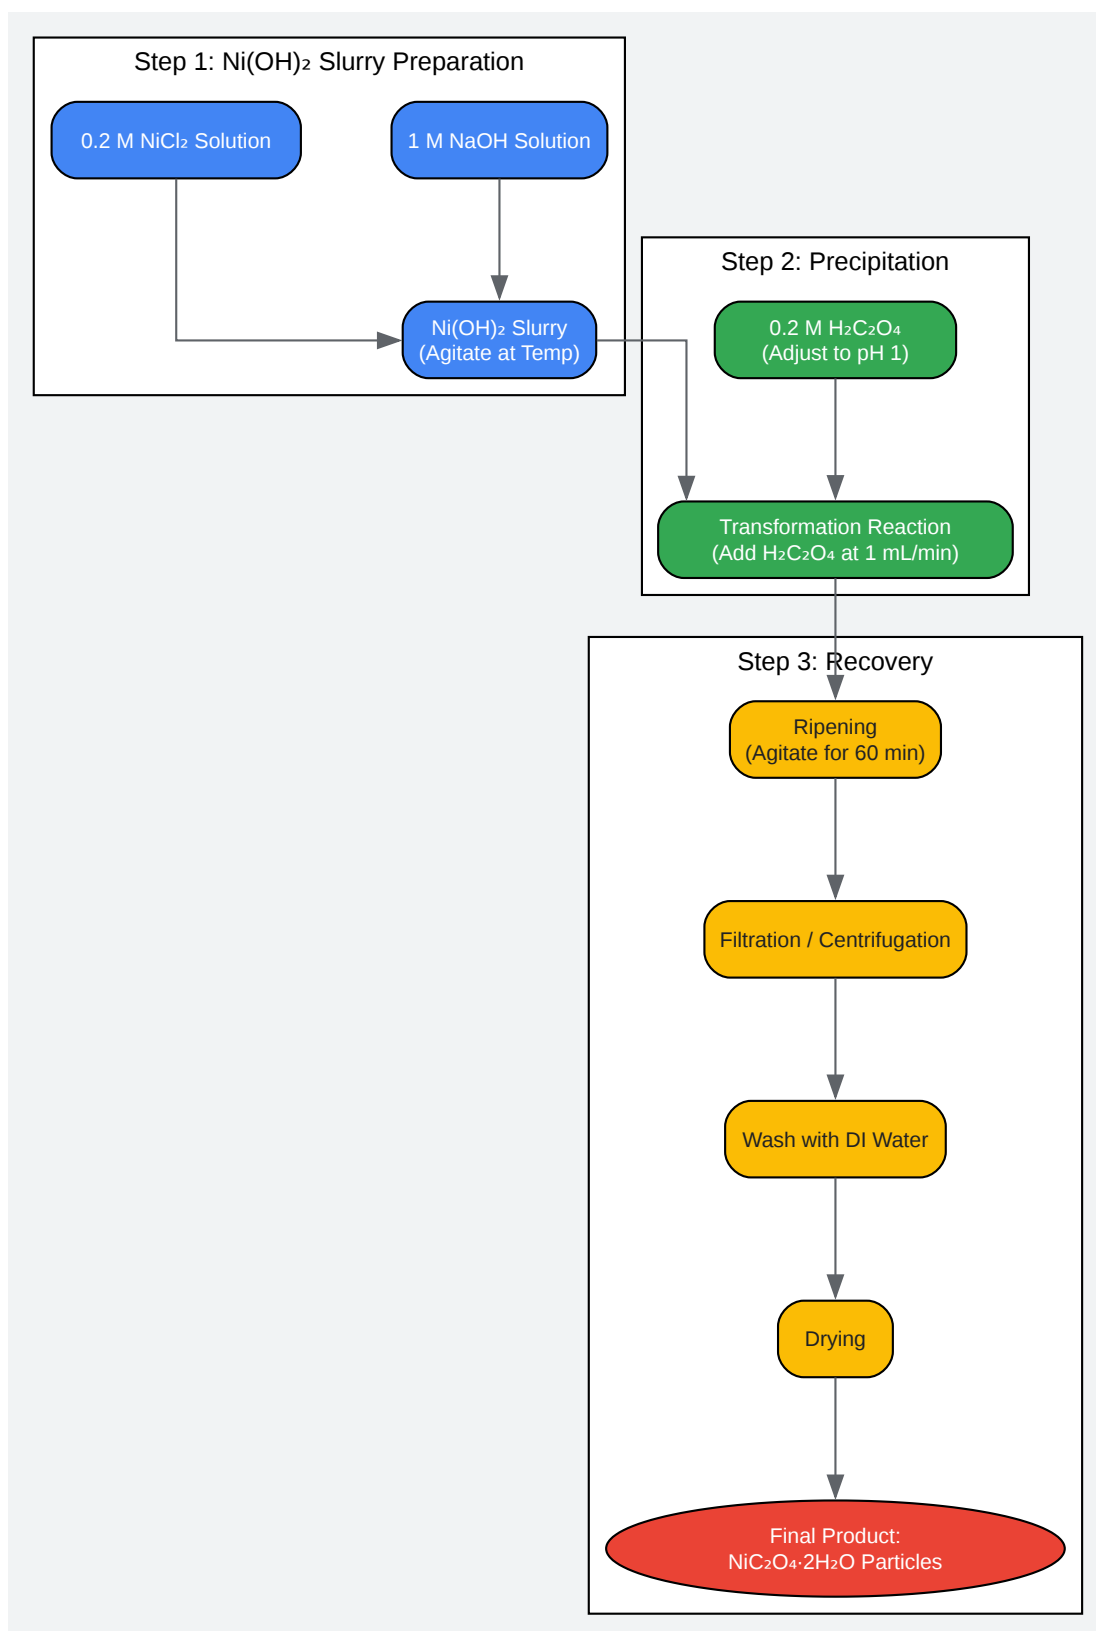 Step 1: Ni(OH)₂ Slurry Preparation
0.2 M NiCl₂ Solution
1 M NaOH Solution
Ni(OH)₂ Slurry
(Agitate at Temp)
Step 2: Precipitation
0.2 M H₂C₂O₄
(Adjust to pH 1)
Transformation Reaction
(Add H₂C₂O₄ at 1 mL/min)
Step 3: Recovery
Ripening
(Agitate for 60 min)
Filtration / Centrifugation
Wash with DI Water
Drying
Final Product:
NiC₂O₄·2H₂O Particles